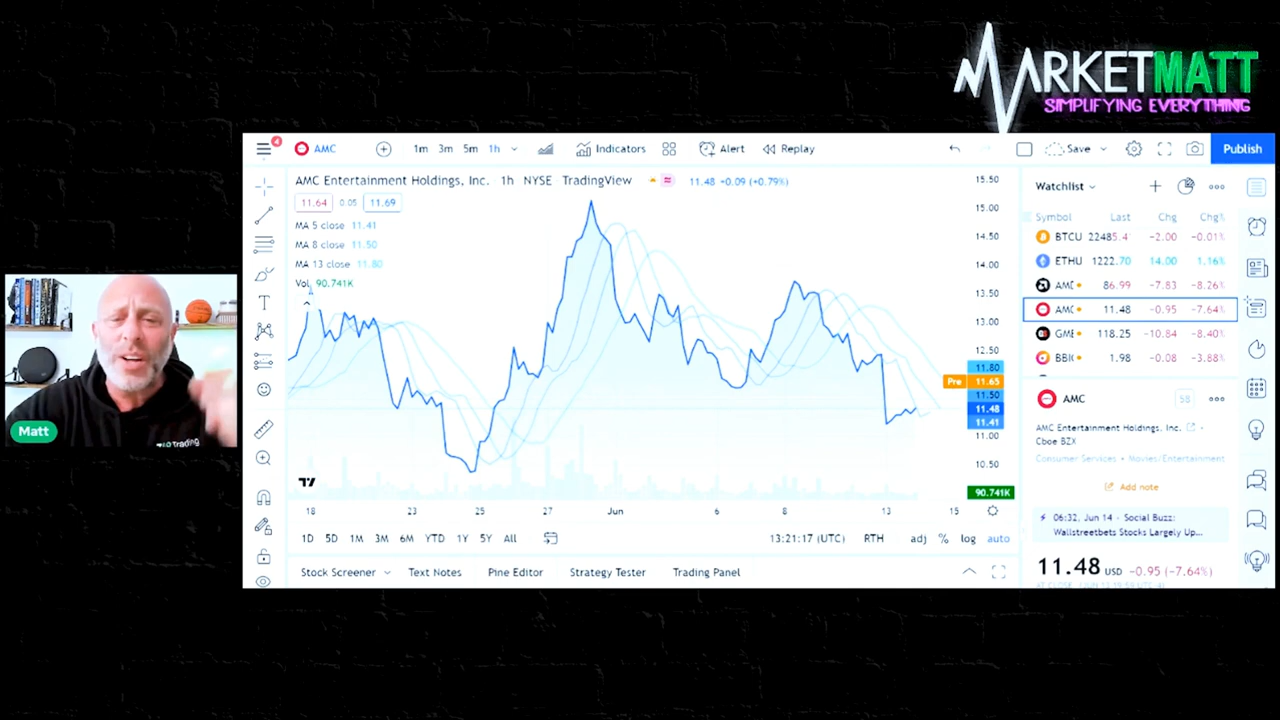 MARKETMATT
SIMPLIFYING EVERYTHING
4
AMC
1m 3m 5m 1h
Indicators
Alert
Replay
Save
Publish
AMC Entertainment Holdings, Inc. · 1h · NYSE · TradingView
11.48 -0.09 (+0.79%)
11.64 0.05 11.69
MA 5 close 11.41
MA 8 close 11.50
MA 13 close 11.80
Vol 90.741K
15.50
15.00
14.50
14.00
13.50
13.00
12.50
11.80
Pre 11.65
11.50
11.48
11.41
11.00
10.50
90.741K
18 23 25 27 Jun 6 8 13 15
1D 5D 1M 3M 6M YTD 1Y 5Y All
13:21:17 (UTC) RTH adj % log auto
Stock Screener Text Notes Pine Editor Strategy Tester Trading Panel
Watchlist
Symbol Last Chg Chg%
BTCU 22485.4 -2.00 -0.01%
ETHU 1222.70 14.00 1.16%
AMC 86.99 -7.83 -8.26%
AMC 11.48 -0.95 -7.64%
GME 118.25 -10.84 -8.40%
BBIG 1.98 -0.08 -3.88%
AMC
58
AMC Entertainment Holdings, Inc.
Cboe BZX
Consumer Services • Movies/Entertainment
Add note
06:32, Jun 14 · Social Buzz:
Wallstreetbets Stocks Largely Up...
11.48 USD -0.95 (-7.64%)
Matt
Trading